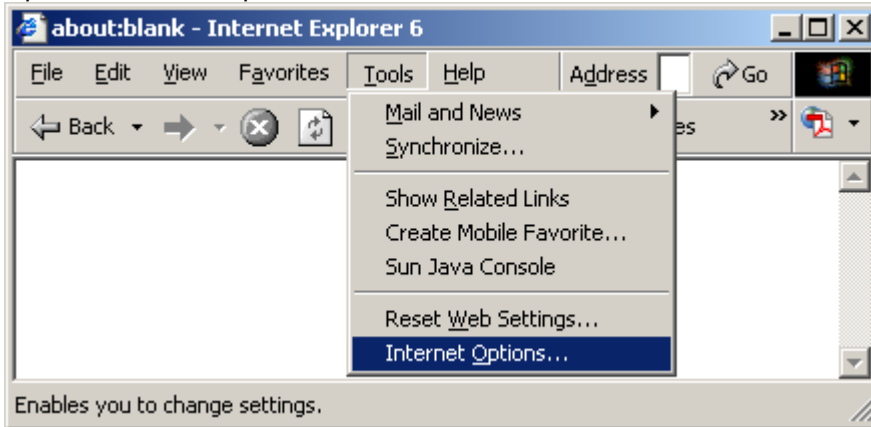 about:blank - Internet Explorer 6
File Edit View Favorites Tools Help Address Go
Back es »
Mail and News
Synchronize...
Show Related Links
Create Mobile Favorite...
Sun Java Console
Reset Web Settings...
Internet Options...
Enables you to change settings.